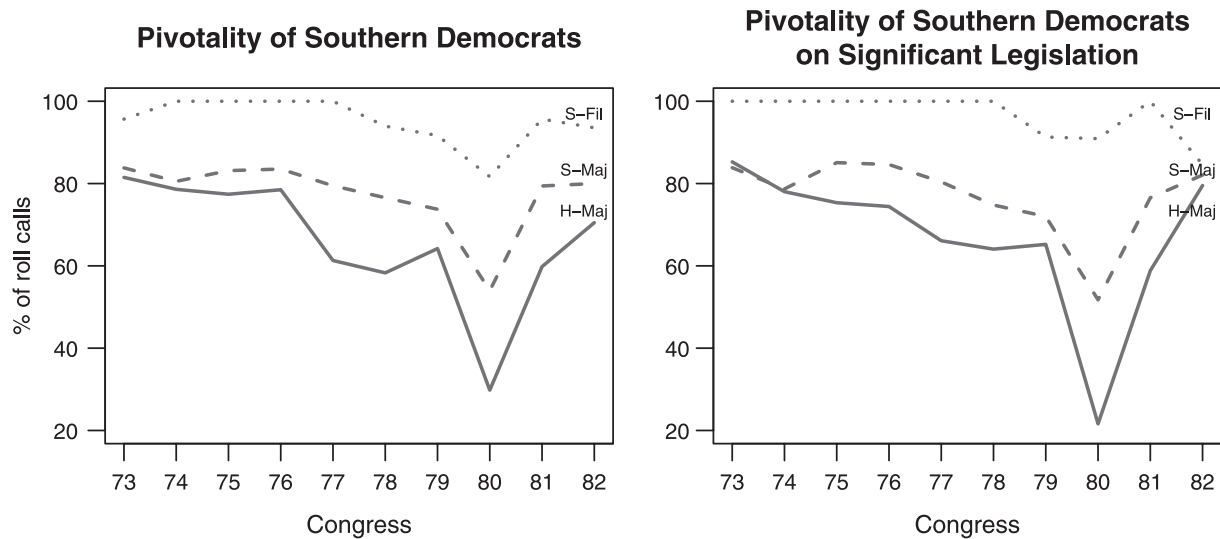 Pivotality of Southern Democrats
% of roll calls
100
80
60
40
20
S−Fil
S−Maj
H−Maj
73 74 75 76 77 78 79 80 81 82
Congress
Pivotality of Southern Democrats
on Significant Legislation
100
80
60
40
20
S−Fil
S−Maj
H−Maj
73 74 75 76 77 78 79 80 81 82
Congress